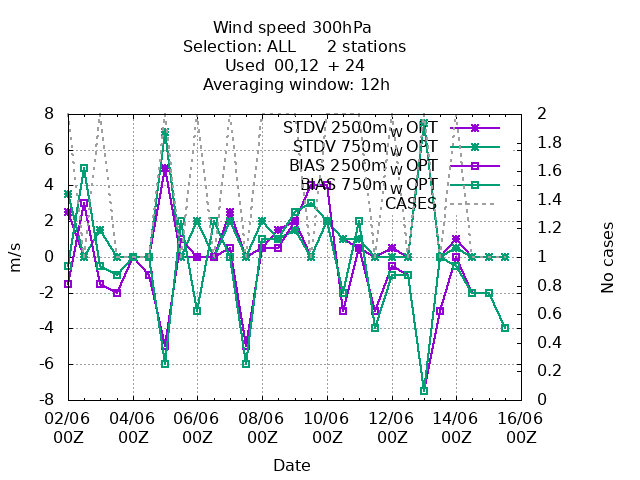 Wind speed 300hPa
Selection: ALL 2 stations
Used 00,12 + 24
Averaging window: 12h
8 2
6 1.8
4 1.6
2 1.4
0 1.2
-2 1
-4 0.8
-6 0.6
-8 0.4
0.2
0
STDV 2500m_W OPT
STDV 750m_W OPT
BIAS 2500m_W OPT
BIAS 750m_W OPT
CASES
m/s
No cases
02/06 04/06 06/06 08/06 10/06 12/06 14/06 16/06
00Z 00Z 00Z 00Z 00Z 00Z 00Z 00Z
Date